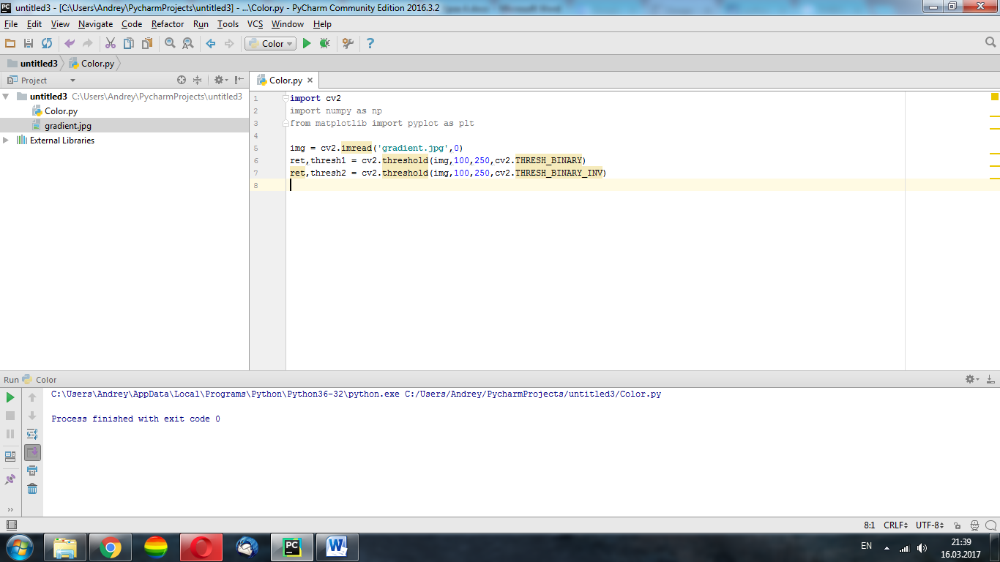 untitled3 - [C:\Users\Andrey\PycharmProjects\untitled3] - ...\Color.py - PyCharm Community Edition 2016.3.2
File Edit View Navigate Code Refactor Run Tools VCS Window Help
Color
untitled3 Color.py
Project
Color.py
untitled3 C:\Users\Andrey\PycharmProjects\untitled3
Color.py
gradient.jpg
External Libraries
1 import cv2
2 import numpy as np
3 from matplotlib import pyplot as plt
4
5 img = cv2.imread('gradient.jpg',0)
6 ret,thresh1 = cv2.threshold(img,100,250,cv2.THRESH_BINARY)
7 ret,thresh2 = cv2.threshold(img,100,250,cv2.THRESH_BINARY_INV)
8
Run Color
C:\Users\Andrey\AppData\Local\Programs\Python\Python36-32\python.exe C:/Users/Andrey/PycharmProjects/untitled3/Color.py
Process finished with exit code 0
8:1 CRLF UTF-8
PC
W
EN
21:39
16.03.2017